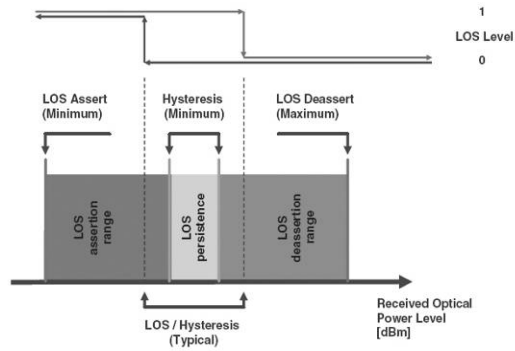 1
LOS Level
0
LOS Assert
(Minimum)
Hysteresis
(Minimum)
LOS Deassert
(Maximum)
LOS
assertion
range
LOS
persistence
LOS
deassertion
range
LOS / Hysteresis
(Typical)
Received Optical
Power Level
[dBm]